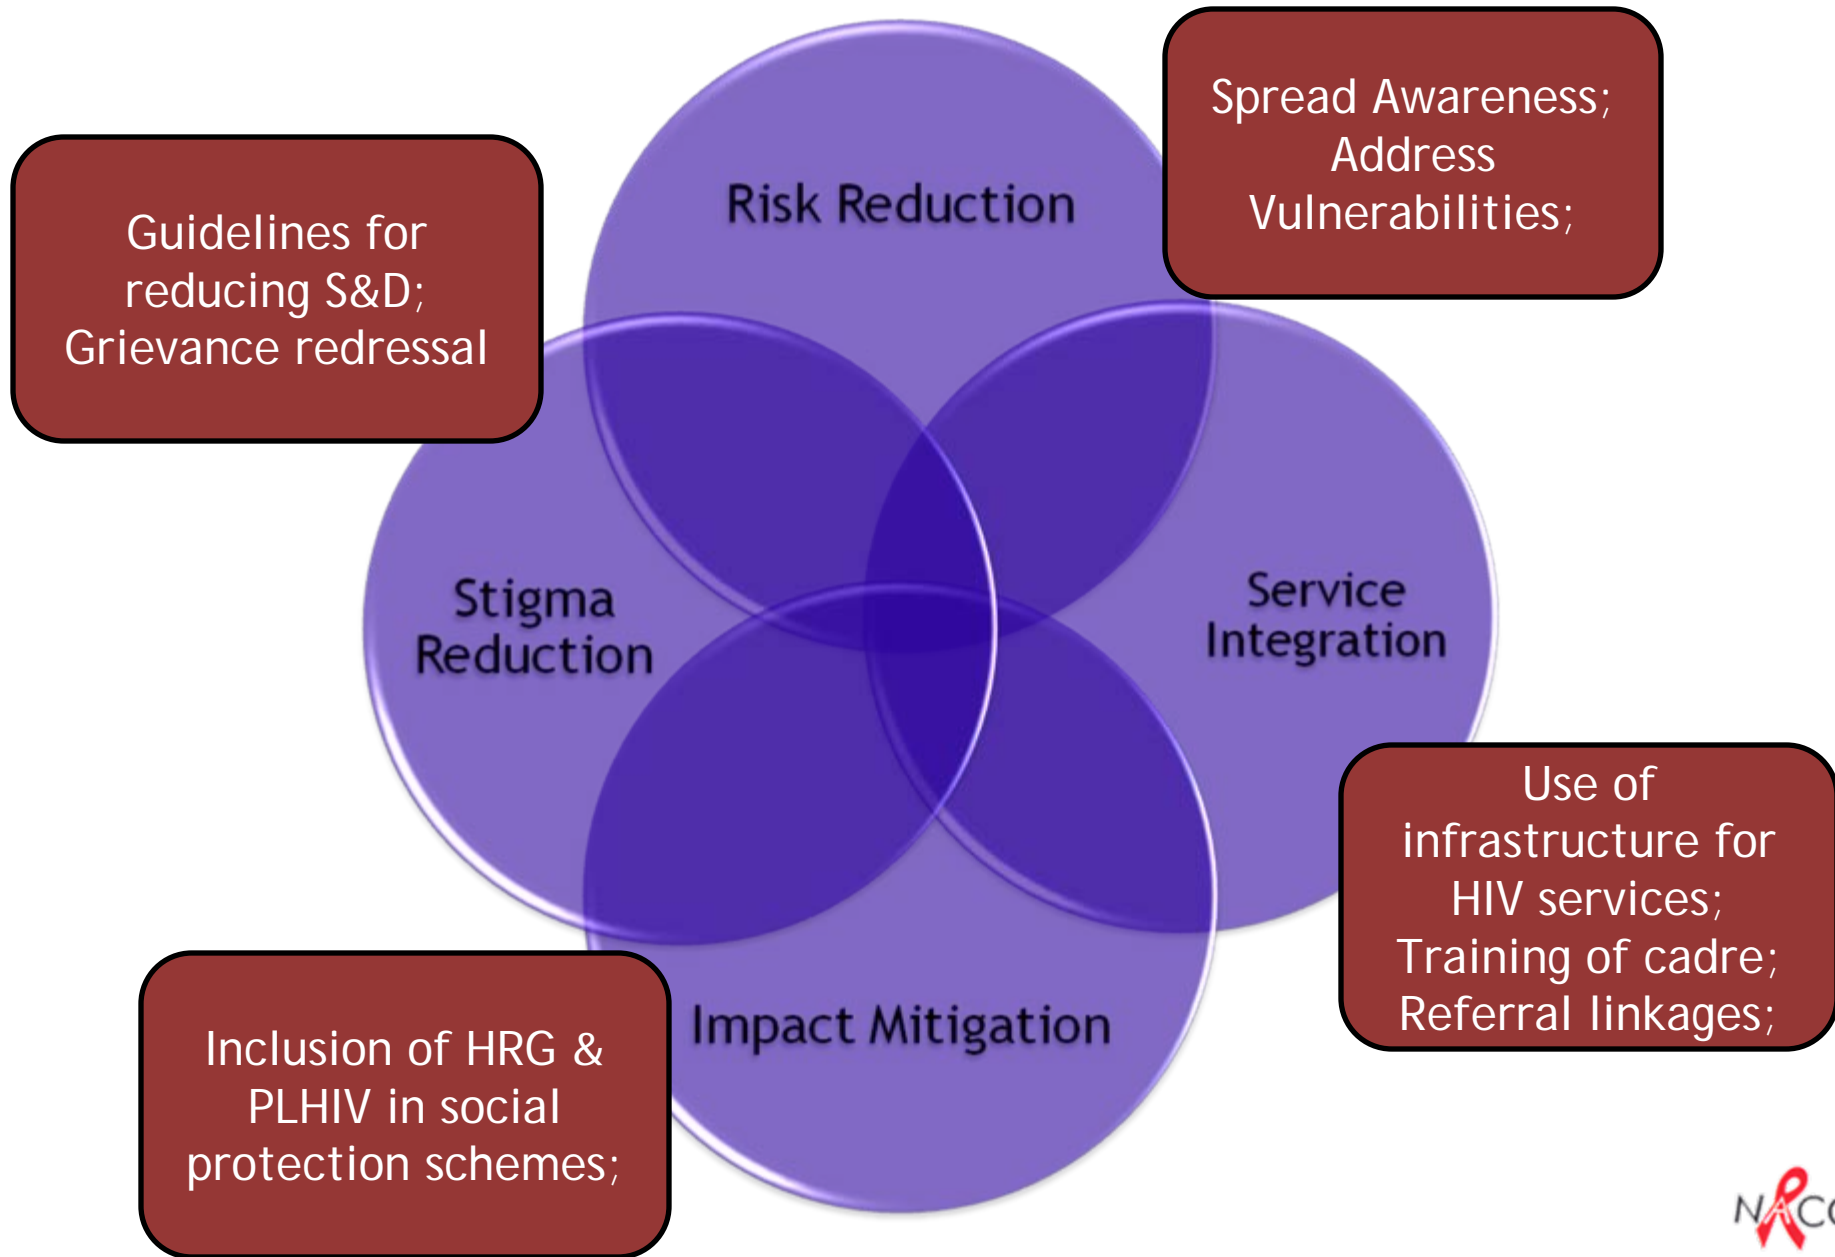 Spread Awareness;
Address
Vulnerabilities;
Risk Reduction
Guidelines for
reducing S&D;
Grievance redressal
Stigma
Reduction
Service
Integration
Use of
infrastructure for
HIV services;
Training of cadre;
Referral linkages;
Impact Mitigation
Inclusion of HRG &
PLHIV in social
protection schemes;
NACO